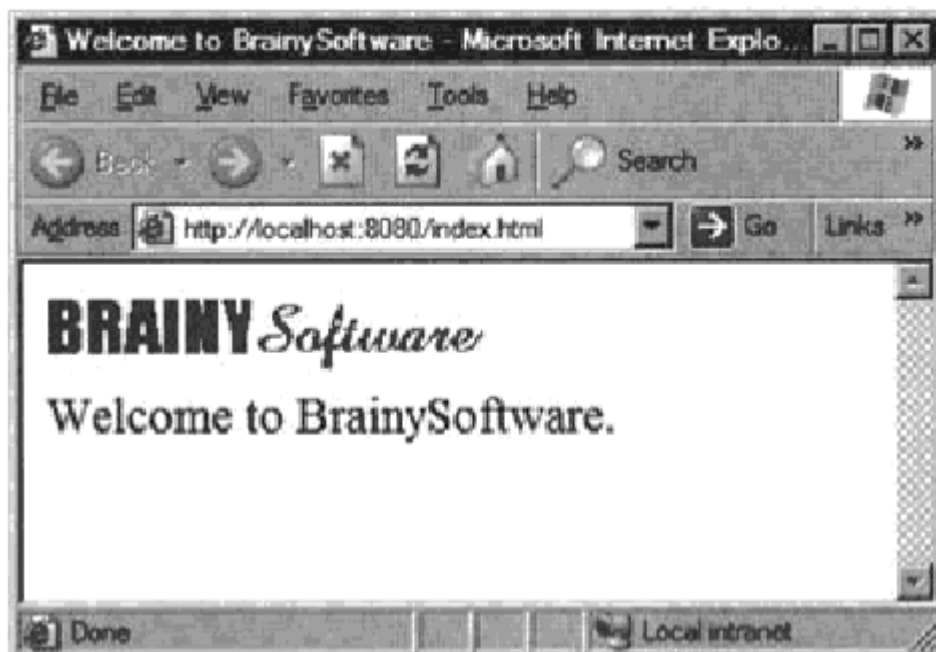 Welcome to BrainySoftware - Microsoft Internet Explo...
File Edit View Favorites Tools Help
Back Search
Address http://localhost:8080/index.html Go Links
BRAINY Software
Welcome to BrainySoftware.
Done Local intranet